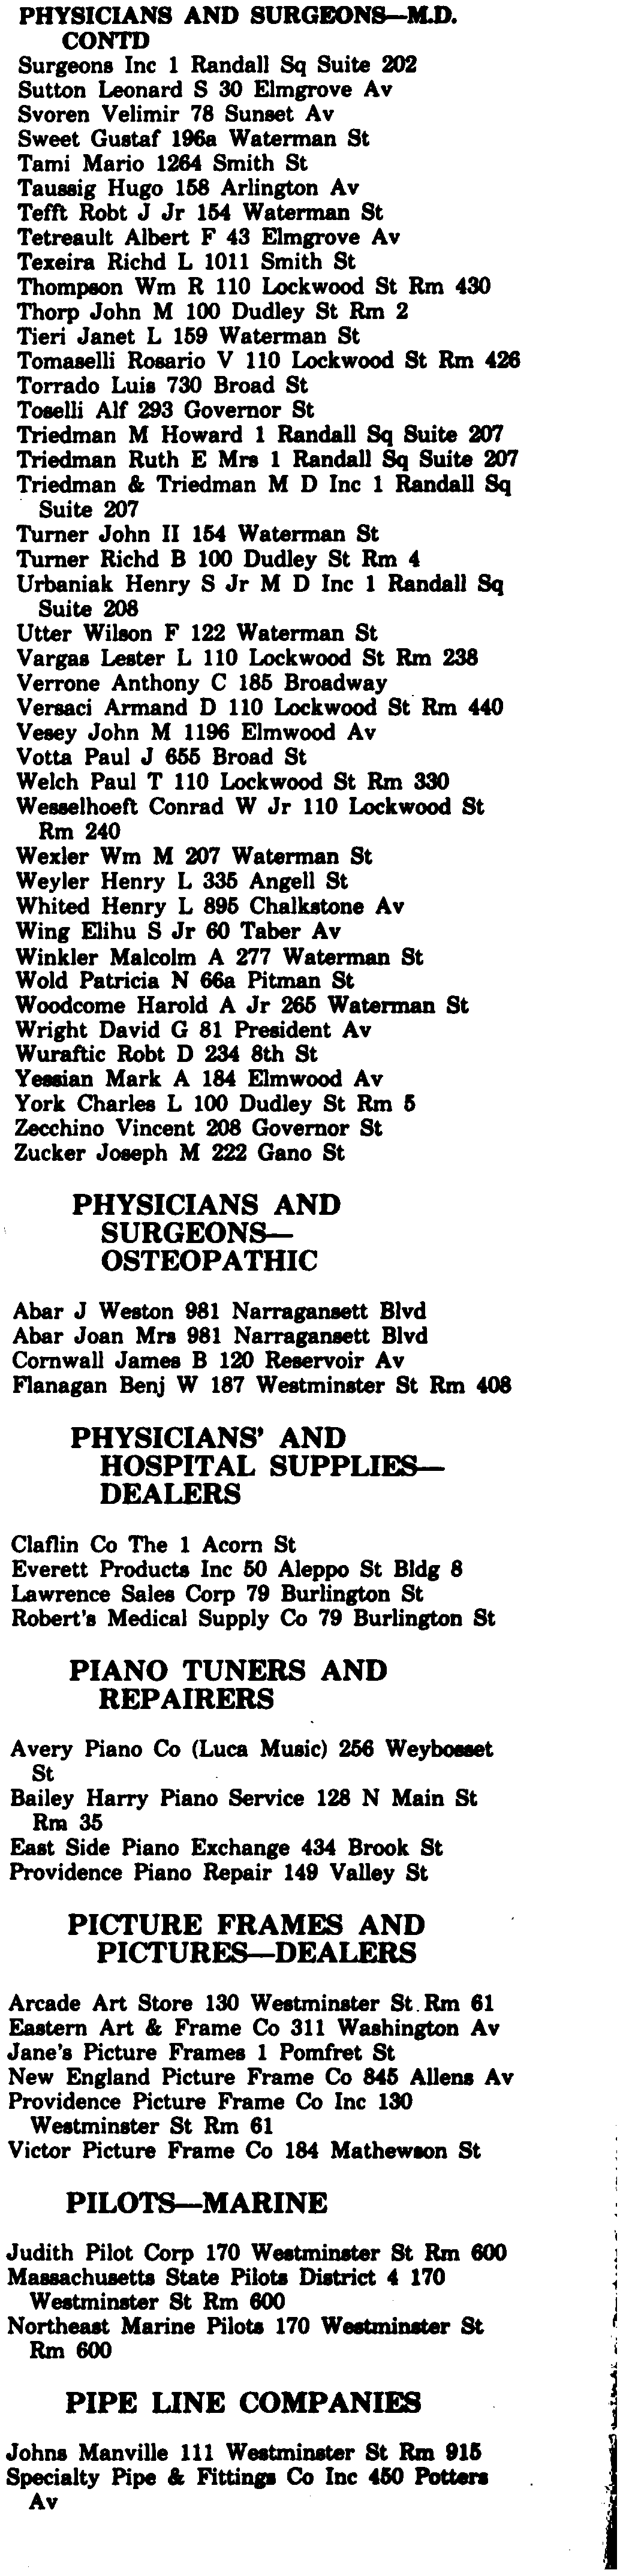 PHYSICIANS AND SURGEONS—M.D.
CONTD
Surgeons Inc 1 Randall Sq Suite 202
Sutton Leonard S 30 Elmgrove Av
Svoren Velimir 78 Sunset Av
Sweet Gustaf 196a Waterman St
Tami Mario 1264 Smith St
Taussig Hugo 158 Arlington Av
Tefft Robt J Jr 154 Waterman St
Tetreault Albert F 43 Elmgrove Av
Texeira Richd L 1011 Smith St
Thompson Wm R 110 Lockwood St Rm 430
Thorp John M 100 Dudley St Rm 2
Tieri Janet L 159 Waterman St
Tomaselli Rosario V 110 Lockwood St Rm 426
Torrado Luis 730 Broad St
Toselli Alf 293 Governor St
Triedman M Howard 1 Randall Sq Suite 207
Triedman Ruth E Mrs 1 Randall Sq Suite 207
Triedman & Triedman M D Inc 1 Randall Sq
Suite 207
Turner John II 154 Waterman St
Turner Richd B 100 Dudley St Rm 4
Urbaniak Henry S Jr M D Inc 1 Randall Sq
Suite 208
Utter Wilson F 122 Waterman St
Vargas Lester L 110 Lockwood St Rm 238
Verrone Anthony C 185 Broadway
Versaci Armand D 110 Lockwood St Rm 440
Vesey John M 1196 Elmwood Av
Votta Paul J 655 Broad St
Welch Paul T 110 Lockwood St Rm 330
Wesselhoeft Conrad W Jr 110 Lockwood St
Rm 240
Wexler Wm M 207 Waterman St
Weyler Henry L 335 Angell St
Whited Henry L 895 Chalkstone Av
Wing Elihu S Jr 60 Taber Av
Winkler Malcolm A 277 Waterman St
Wold Patricia N 66a Pitman St
Woodcome Harold A Jr 265 Waterman St
Wright David G 81 President Av
Wuraftic Robt D 234 8th St
Yessian Mark A 184 Elmwood Av
York Charles L 100 Dudley St Rm 5
Zecchino Vincent 208 Governor St
Zucker Joseph M 222 Gano St
PHYSICIANS AND
SURGEONS—
OSTEOPATHIC
Abar J Weston 981 Narragansett Blvd
Abar Joan Mrs 981 Narragansett Blvd
Cornwall James B 120 Reservoir Av
Flanagan Benj W 187 Westminster St Rm 408
PHYSICIANS' AND
HOSPITAL SUPPLIES—
DEALERS
Claflin Co The 1 Acorn St
Everett Products Inc 50 Aleppo St Bldg 8
Lawrence Sales Corp 79 Burlington St
Robert's Medical Supply Co 79 Burlington St
PIANO TUNERS AND
REPAIRERS
Avery Piano Co (Luca Music) 256 Weybosset
St
Bailey Harry Piano Service 128 N Main St
Rm 35
East Side Piano Exchange 434 Brook St
Providence Piano Repair 149 Valley St
PICTURE FRAMES AND
PICTURES—DEALERS
Arcade Art Store 130 Westminster St Rm 61
Eastern Art & Frame Co 311 Washington Av
Jane's Picture Frames 1 Pomfret St
New England Picture Frame Co 845 Allens Av
Providence Picture Frame Co Inc 130
Westminster St Rm 61
Victor Picture Frame Co 184 Mathewson St
PILOTS—MARINE
Judith Pilot Corp 170 Westminster St Rm 600
Massachusetts State Pilots District 4 170
Westminster St Rm 600
Northeast Marine Pilots 170 Westminster St
Rm 600
PIPE LINE COMPANIES
Johns Manville 111 Westminster St Rm 915
Specialty Pipe & Fittings Co Inc 450 Potters
Av